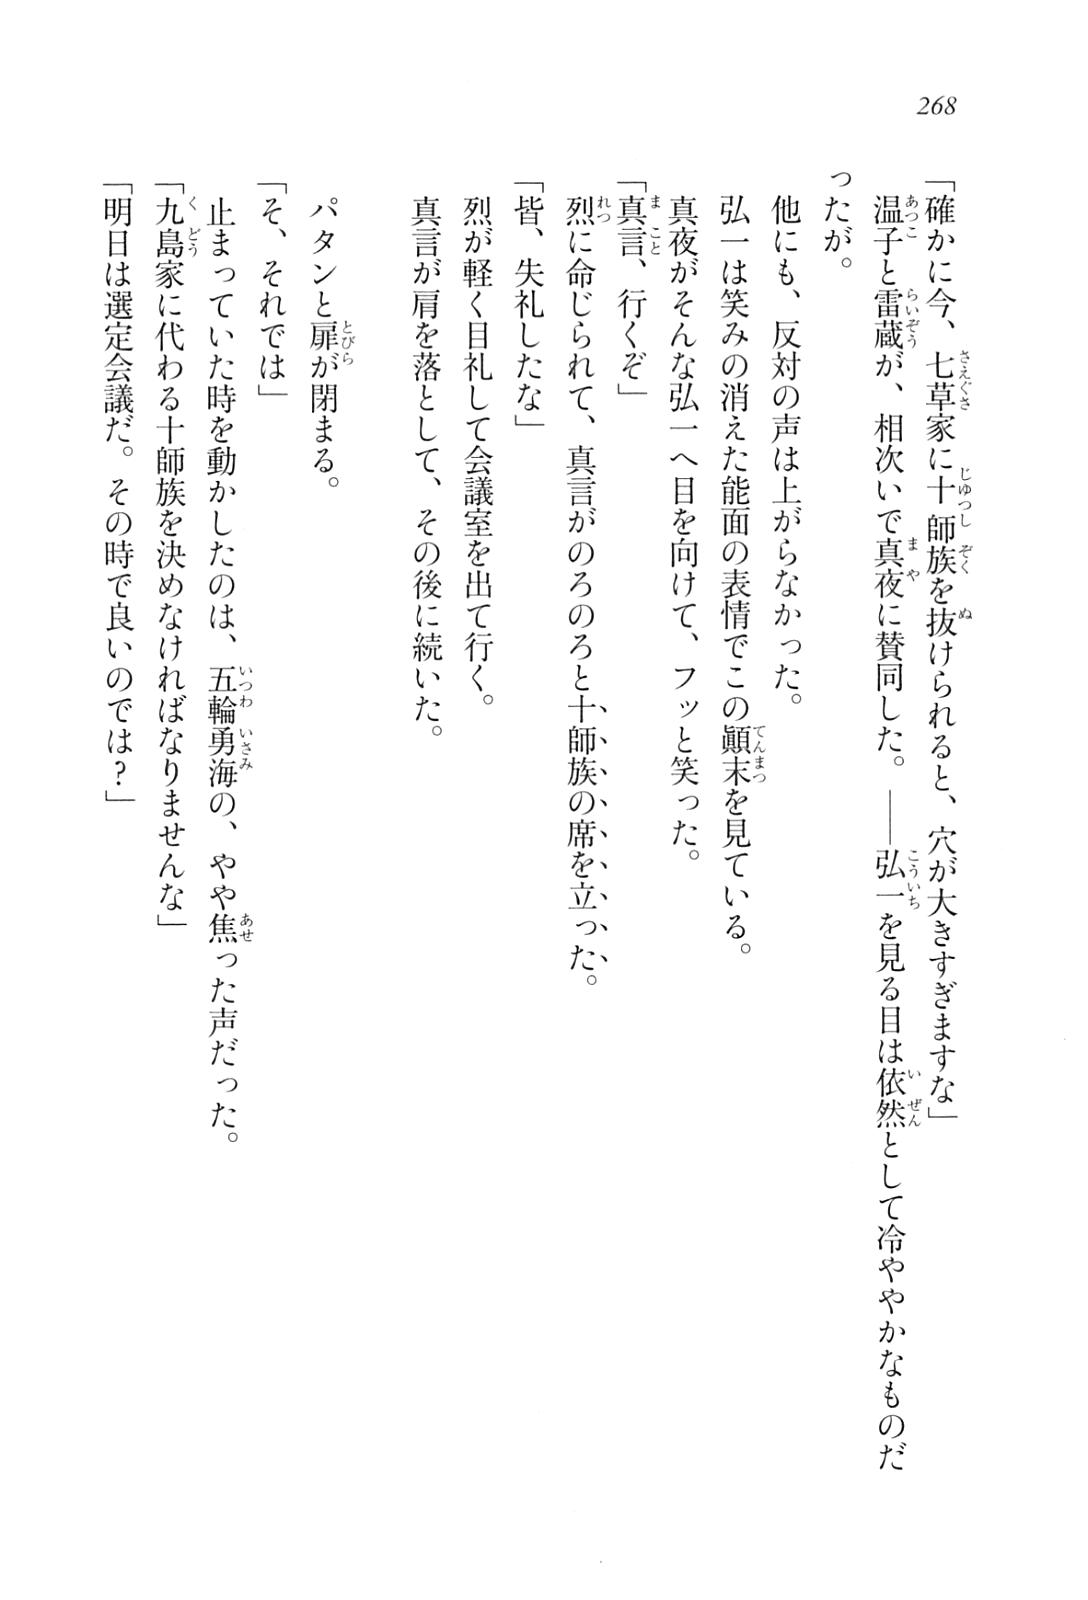 268
「確かに今、七草家に十師族を抜けられると、穴が大きすぎますな」
温子と雷蔵が、相次いで真夜に賛同した。――弘一を見る目は依然として冷ややかなものだ
ったが。
他にも、反対の声は上がらなかった。
弘一は笑みの消えた能面の表情でこの顚末を見ている。
真夜がそんな弘一へ目を向けて、フッと笑った。
「真言、行くぞ」
烈に命じられて、真言がのろのろと十師族の席を立った。
「皆、失礼したな」
烈が軽く目礼して会議室を出て行く。
真言が肩を落として、その後に続いた。
パタンと扉が閉まる。
「そ、それでは」
止まっていた時を動かしたのは、五輪勇海の、やや焦った声だった。
「九島家に代わる十師族を決めなければなりませんな」
「明日は選定会議だ。その時で良いのでは？」